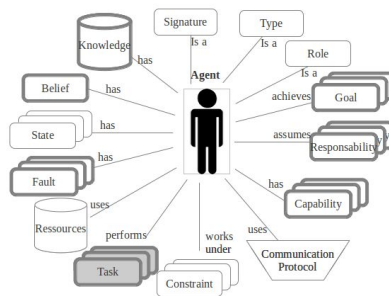 Signature
Type
Is a
Is a
Role
Is a
Knowledge
has
Agent
achieves
Goal
Belief
has
State
has
assumes
Responsability
Fault
has
has
Capability
Ressources
uses
performs
works
under
uses
Task
Constraint
Communication
Protocol